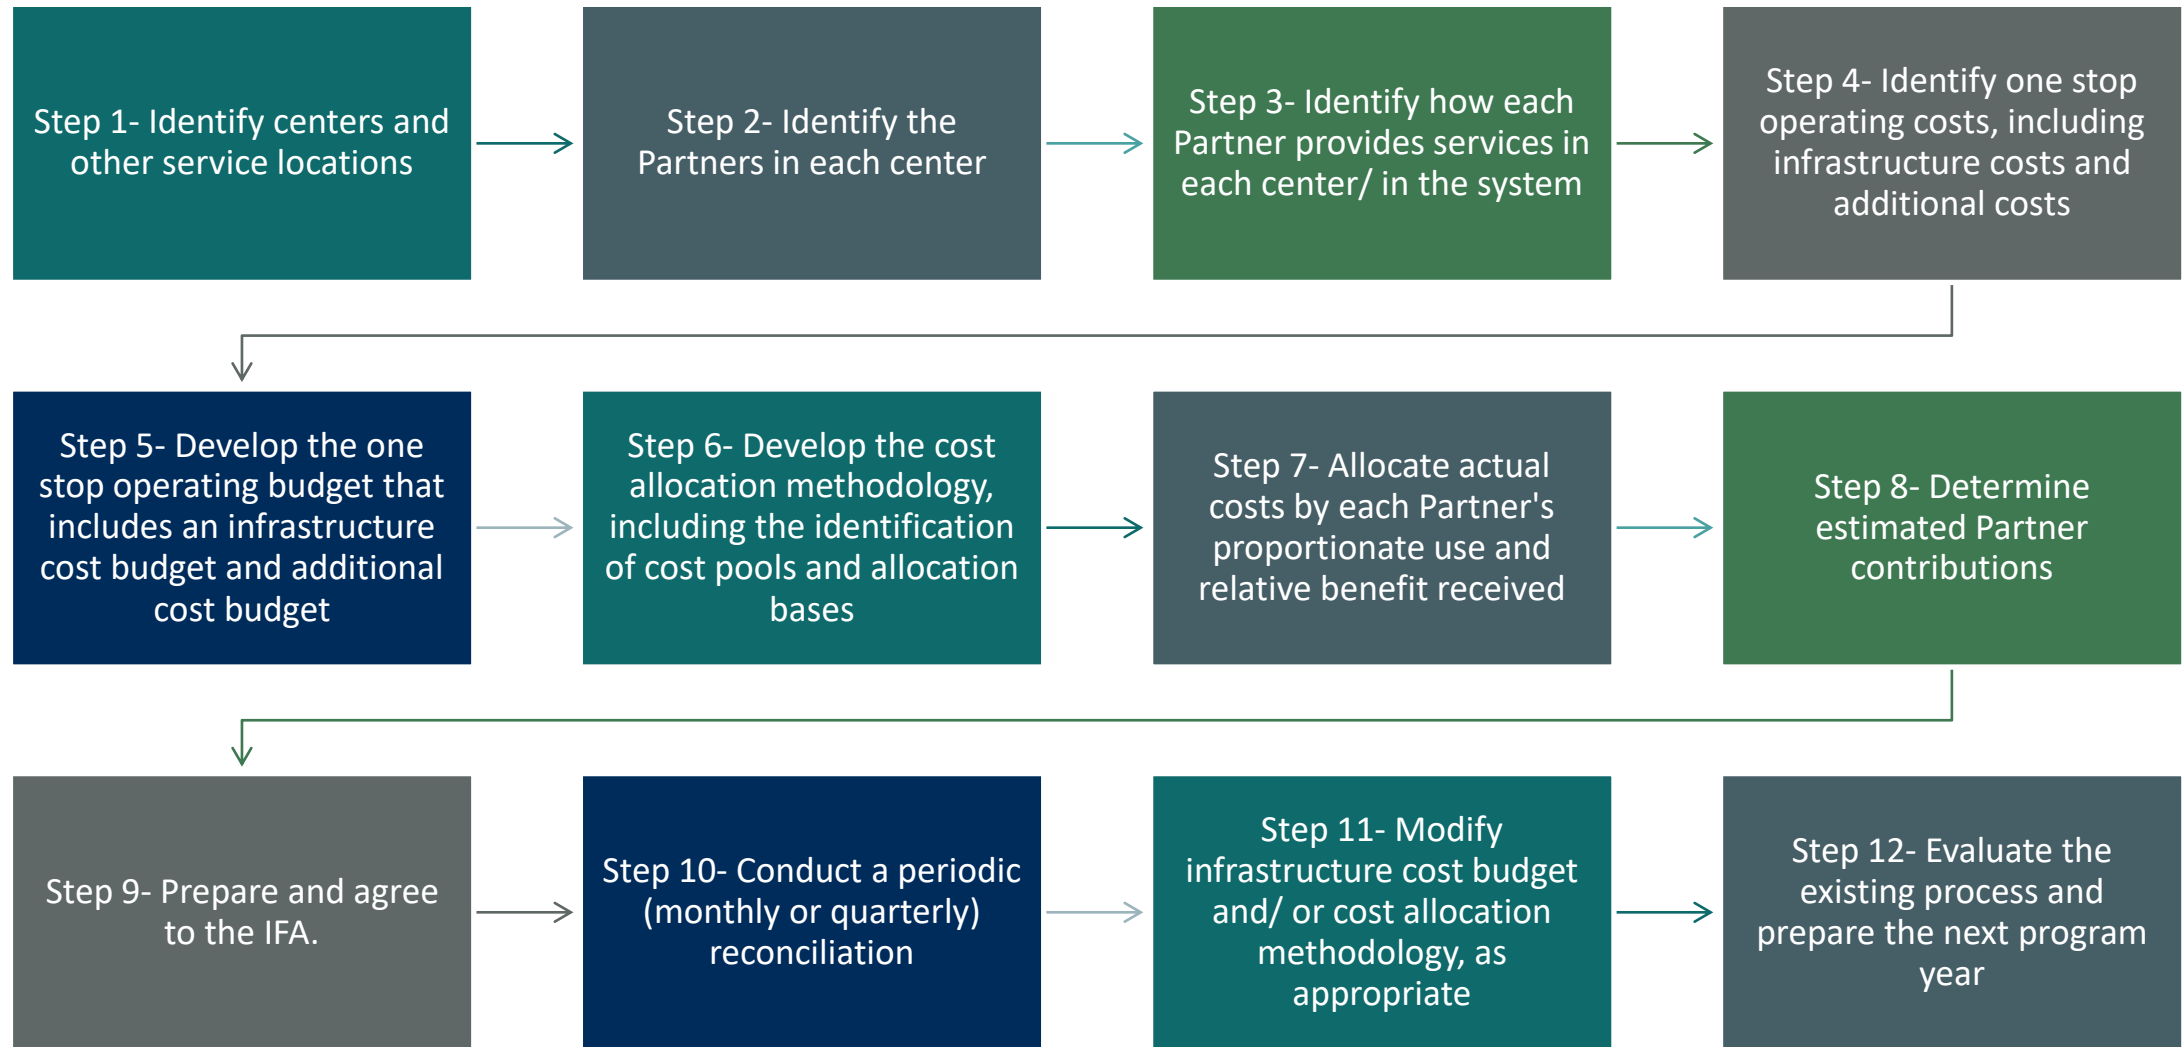 Step 1- Identify centers and
other service locations
Step 2- Identify the
Partners in each center
Step 3- Identify how each
Partner provides services in
each center/ in the system
Step 4- Identify one stop
operating costs, including
infrastructure costs and
additional costs
Step 5- Develop the one
stop operating budget that
includes an infrastructure
cost budget and additional
cost budget
Step 6- Develop the cost
allocation methodology,
including the identification
of cost pools and allocation
bases
Step 7- Allocate actual
costs by each Partner's
proportionate use and
relative benefit received
Step 8- Determine
estimated Partner
contributions
Step 9- Prepare and agree
to the IFA.
Step 10- Conduct a periodic
(monthly or quarterly)
reconciliation
Step 11- Modify
infrastructure cost budget
and/ or cost allocation
methodology, as
appropriate
Step 12- Evaluate the
existing process and
prepare the next program
year